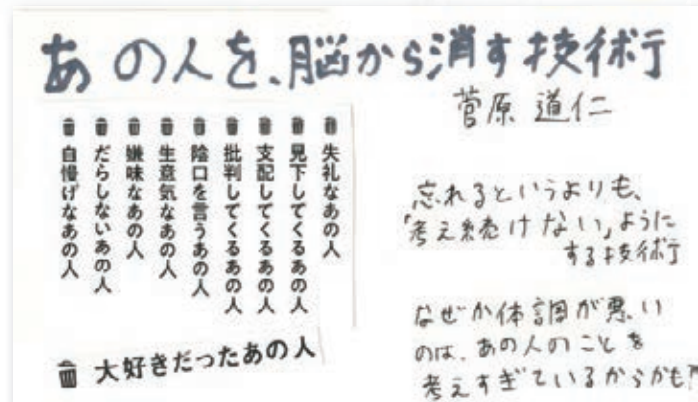 あの人を、脳から消す技術
菅原 道仁
失礼なあの人
見下してくるあの人
支配してくるあの人
批判してくるあの人
陰口を言うあの人
生意気なあの人
嫌味なあの人
だらしないあの人
自慢げなあの人
大好きだったあの人
忘れるというよりも、
「考え続けない」ように
する技術
なぜか体調が悪い
のは、あの人のことを
考えすぎているからかも?!